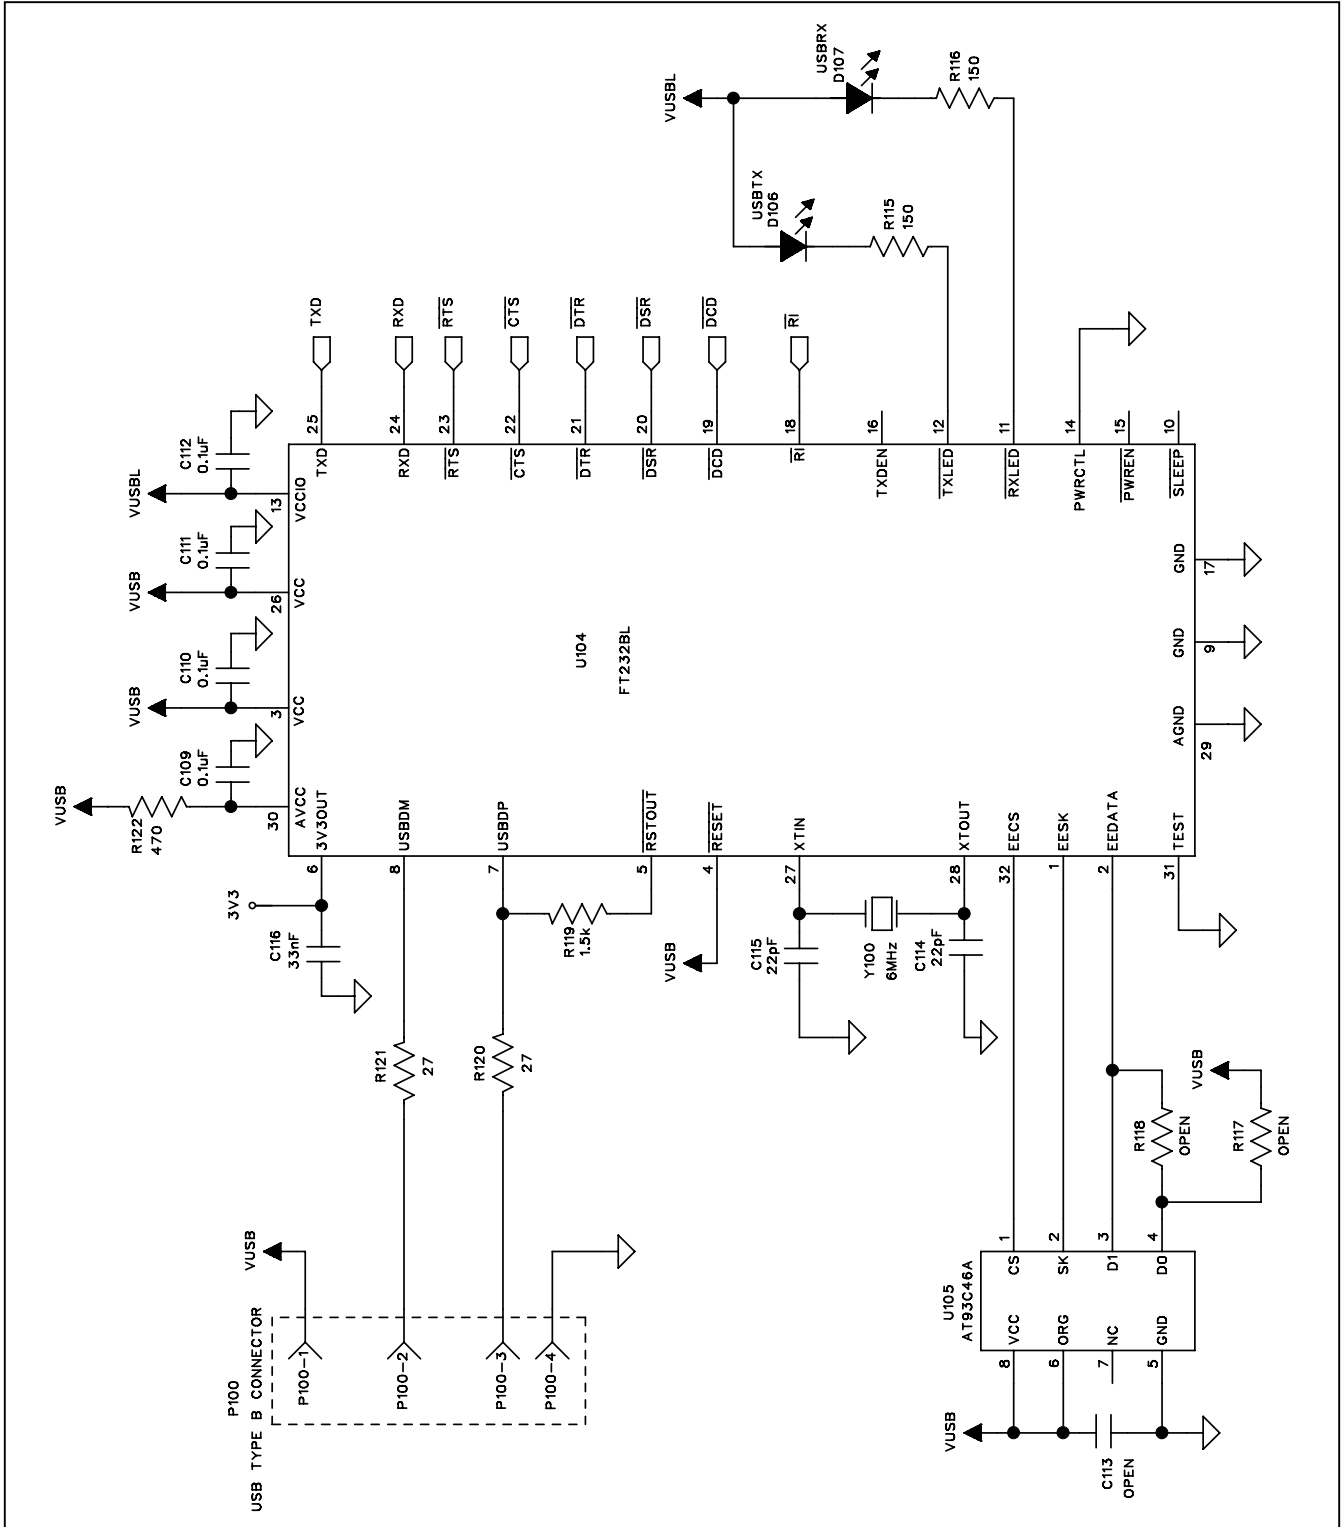 P100
USB TYPE B CONNECTOR
P100-1
P100-2
P100-3
P100-4
VUSB
R121
27
R120
27
3V3
C116
33nF
R119
1.5k
VUSB
C115
22pF
Y100
6MHz
C114
22pF
VUSB
R122
470
VUSB
VUSB
VUSBL
C109
0.1uF
C110
0.1uF
C111
0.1uF
C112
0.1uF
30
AVCC
3
VCC
26
VCC
13
VCCIO
6
3V3OUT
8
USBDM
7
USBDP
5
RSTOUT
4
RESET
27
XTIN
28
XTOUT
32
EECS
1
EESK
2
EEDATA
31
TEST
U104
FT232BL
TXD
25
TXD
RXD
24
RXD
RTS
23
RTS
CTS
22
CTS
DTR
21
DTR
DSR
20
DSR
DCD
19
DCD
RI
18
RI
TXDEN
16
TXLED
12
RXLED
11
PWRCTL
14
PWREN
15
SLEEP
10
AGND
29
GND
9
GND
17
VUSBL
USBTX
D106
R115
150
USBRX
D107
R116
150
VUSB
C113
OPEN
U105
AT93C46A
8
VCC
CS
1
6
ORG
SK
2
7
NC
D1
3
5
GND
D0
4
R118
OPEN
VUSB
R117
OPEN